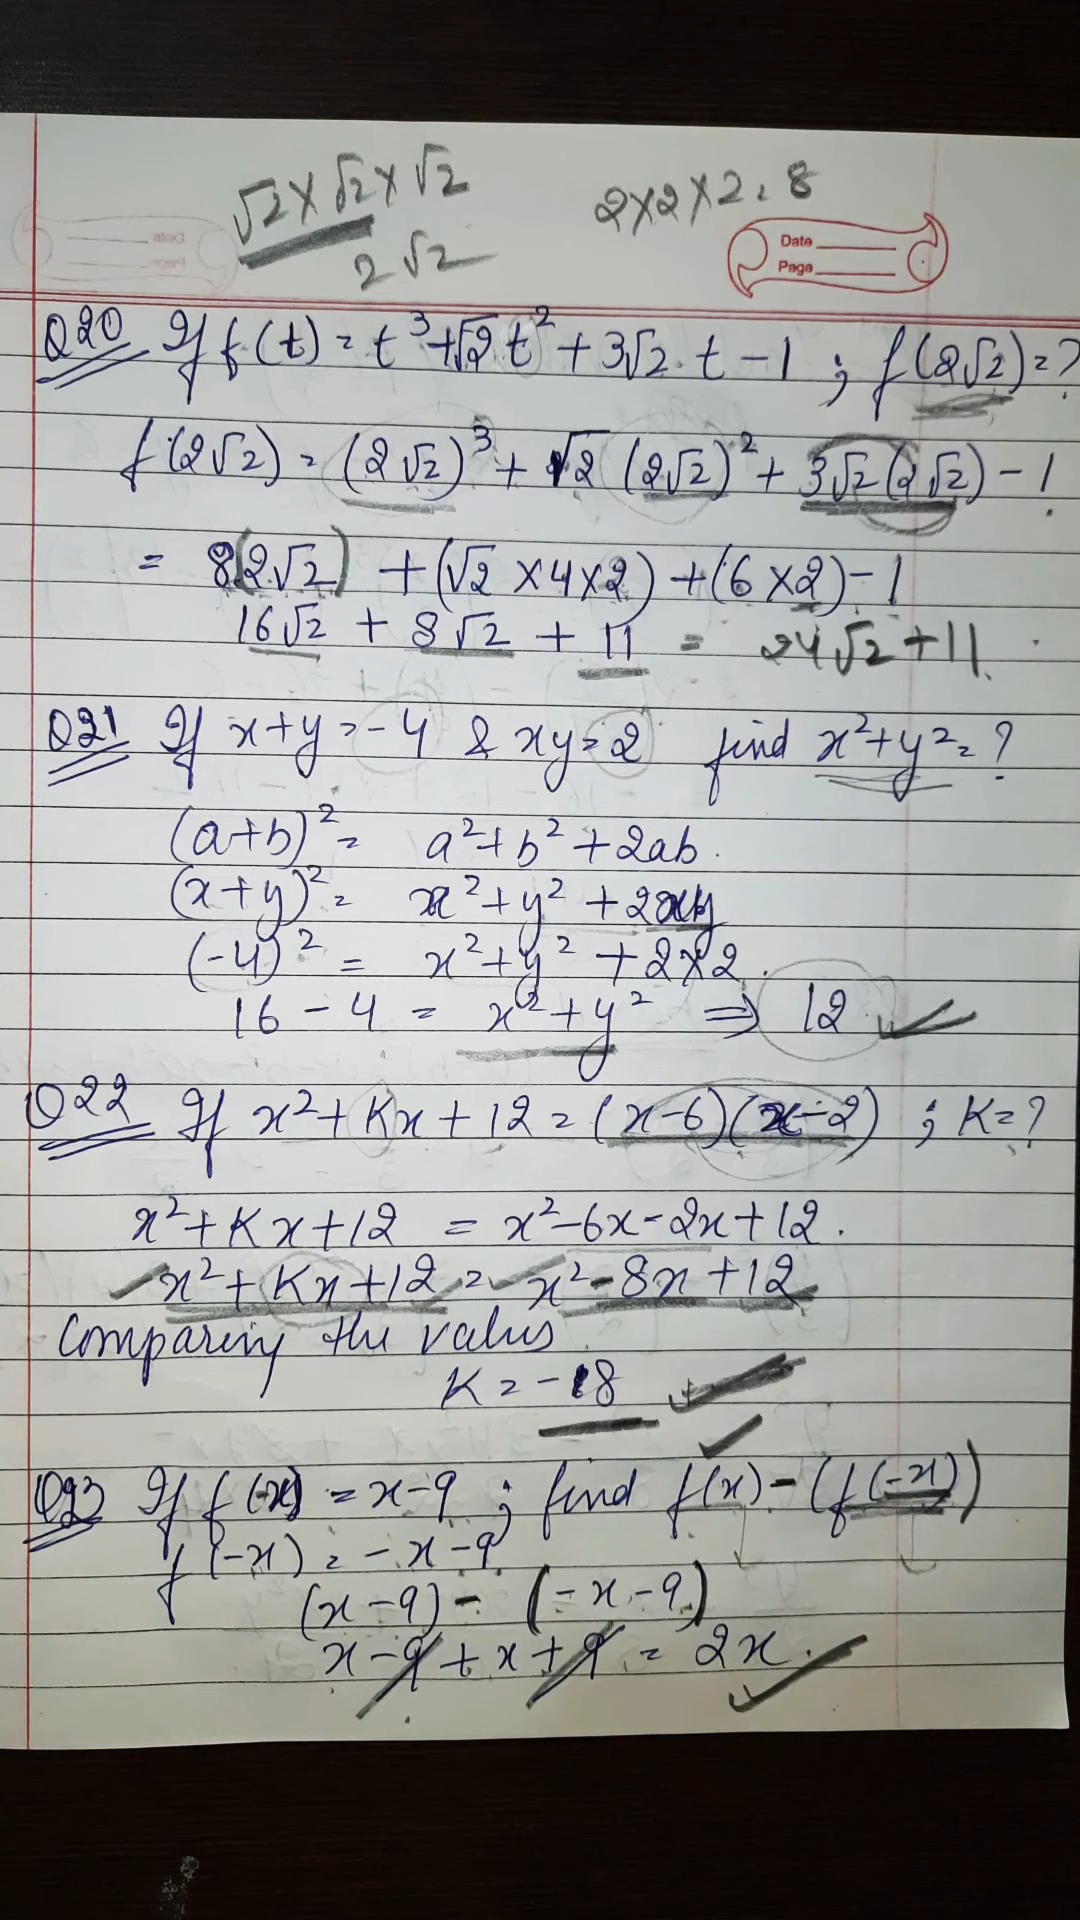 √2 × √2 × √2
2 × 2 × 2 = 8
2√2
Date
Page
Q20 If f(t) = t³ + √2 t² + 3√2 . t - 1 ; f(2√2) = ?
f(2√2) = (2√2)³ + √2 (2√2)² + 3√2 (2√2) - 1
= 8(2√2) + (√2 × 4 × 2) + (6 × 2) - 1
16√2 + 8√2 + 11 = 24√2 + 11
Q21 If x + y = -4 & xy = 2 find x² + y² = ?
(a+b)² = a² + b² + 2ab.
(x+y)² = x² + y² + 2xy
(-4)² = x² + y² + 2×2.
16 - 4 = x² + y² ⇒ 12
Q22 If x² + Kx + 12 = (x-6)(x-2) ; K = ?
x² + Kx + 12 = x² - 6x - 2x + 12.
x² + Kx + 12 = x² - 8x + 12
Comparing the values
K = -8
Q23 If f(x) = x - 9 ; find f(x) - (f(-x))
f(-x) = -x - 9
(x - 9) - (-x - 9)
x - 9 + x + 9 = 2x.